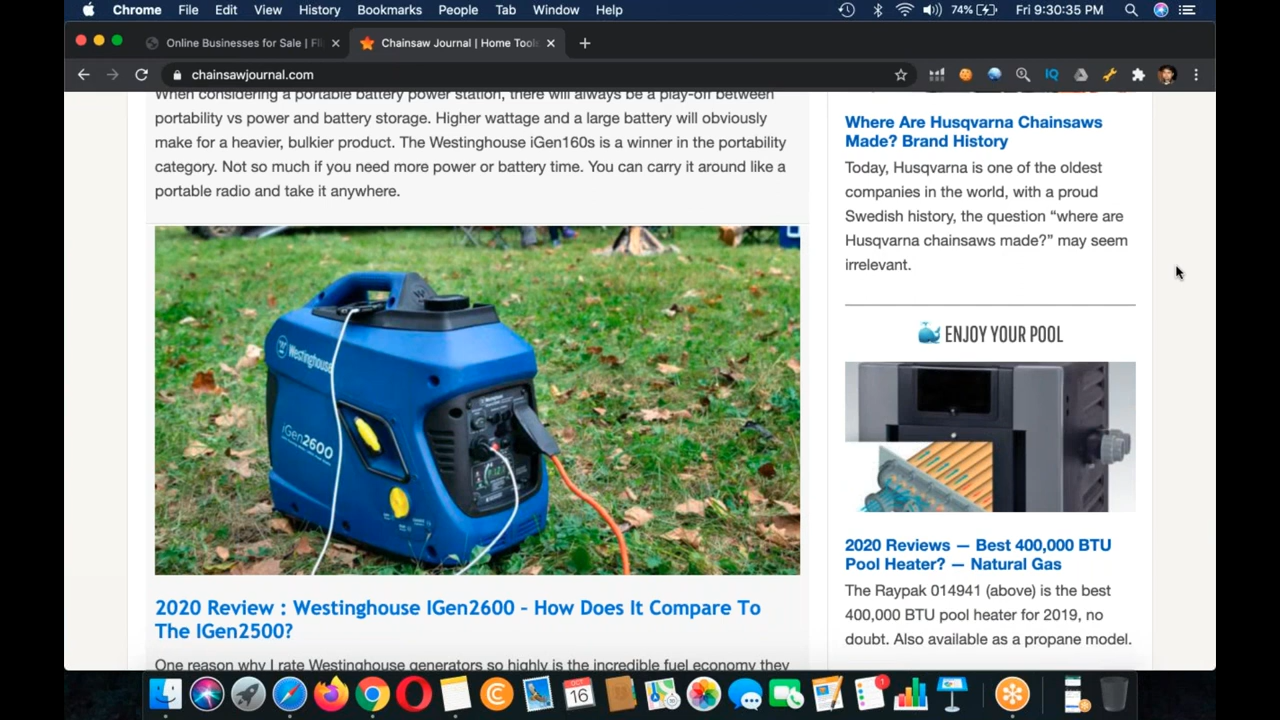 Chrome File Edit View History Bookmarks People Tab Window Help 74% Fri 9:30:35 PM
Online Businesses for Sale | Fli
Chainsaw Journal | Home Tools
chainsawjournal.com
When considering a portable battery power station, there will always be a play-off between
portability vs power and battery storage. Higher wattage and a large battery will obviously
make for a heavier, bulkier product. The Westinghouse iGen160s is a winner in the portability
category. Not so much if you need more power or battery time. You can carry it around like a
portable radio and take it anywhere.
Westinghouse
iGen2600
2020 Review : Westinghouse IGen2600 - How Does It Compare To
The IGen2500?
One reason why I rate Westinghouse generators so highly is the incredible fuel economy they
Where Are Husqvarna Chainsaws
Made? Brand History
Today, Husqvarna is one of the oldest
companies in the world, with a proud
Swedish history, the question “where are
Husqvarna chainsaws made?” may seem
irrelevant.
ENJOY YOUR POOL
2020 Reviews — Best 400,000 BTU
Pool Heater? — Natural Gas
The Raypak 014941 (above) is the best
400,000 BTU pool heater for 2019, no
doubt. Also available as a propane model.
IQ
OCT
16
1